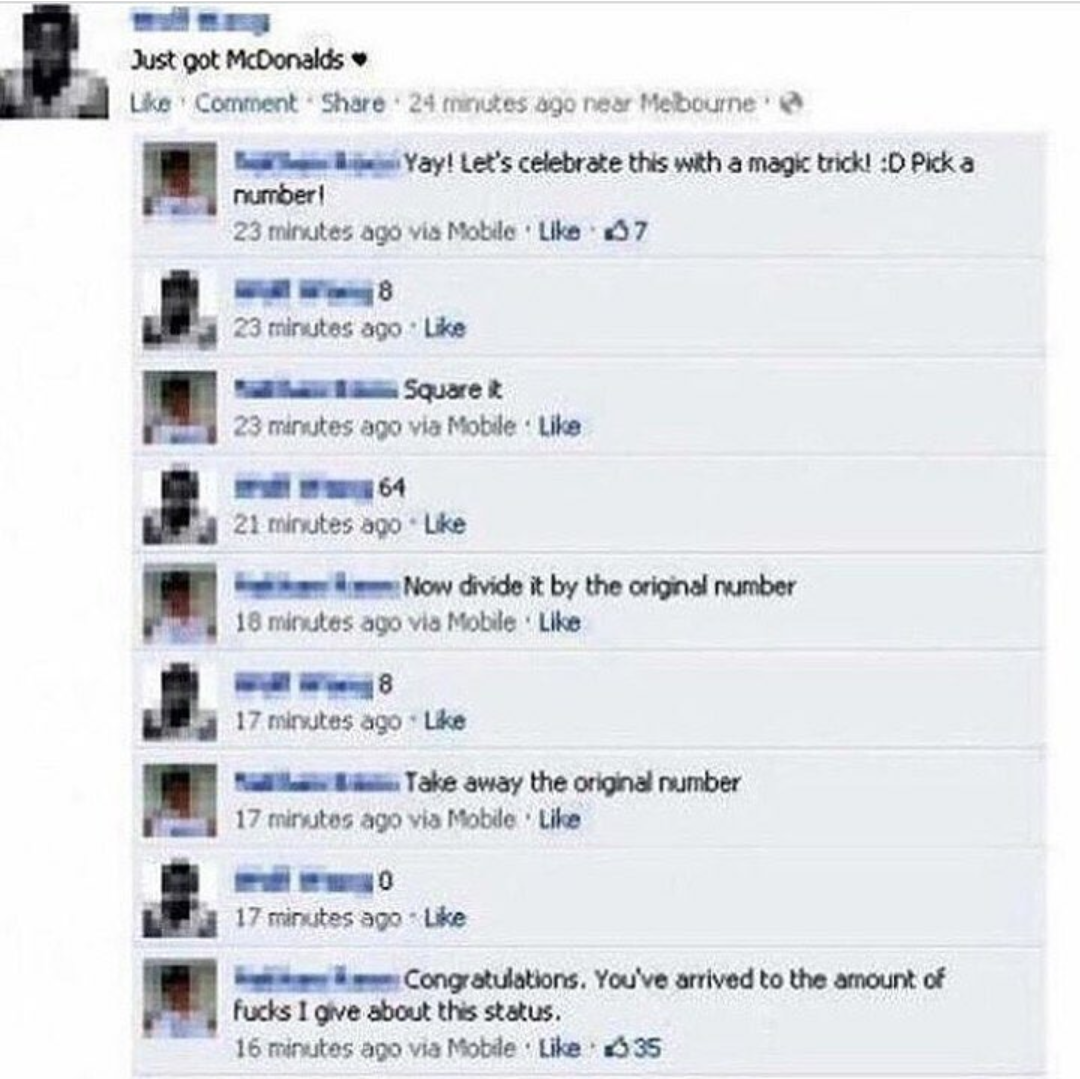 Just got McDonalds ♥
Like · Comment · Share · 24 minutes ago near Melbourne ·
Yay! Let's celebrate this with a magic trick! :D Pick a
number!
23 minutes ago via Mobile · Like · 7
8
23 minutes ago · Like
Square it
23 minutes ago via Mobile · Like
64
21 minutes ago · Like
Now divide it by the original number
18 minutes ago via Mobile · Like
8
17 minutes ago · Like
Take away the original number
17 minutes ago via Mobile · Like
0
17 minutes ago · Like
Congratulations. You've arrived to the amount of
fucks I give about this status.
16 minutes ago via Mobile · Like · 35